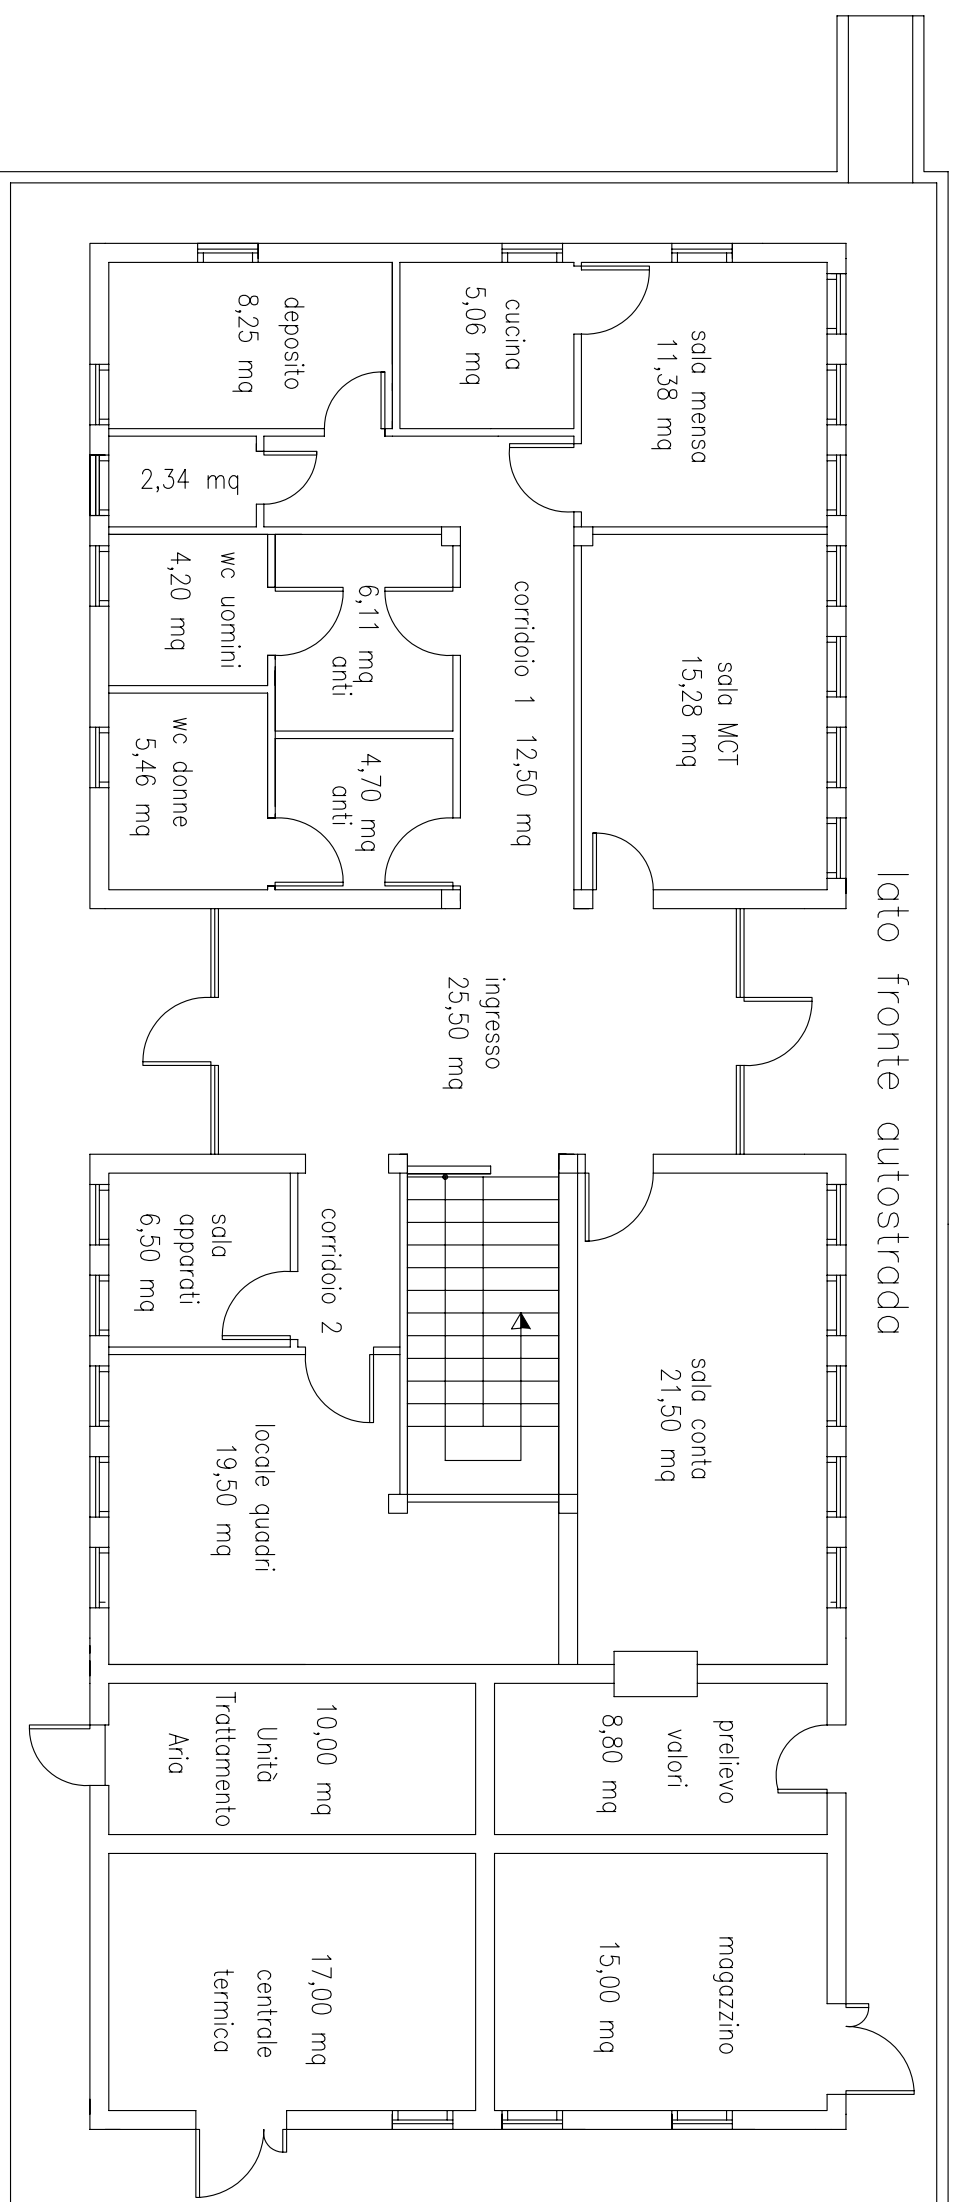 lato fronte autostrada
sala mensa
11,38 mq
cucina
5,06 mq
deposito
8,25 mq
2,34 mq
wc uomini
4,20 mq
6,11 mq
anti
wc donne
5,46 mq
4,70 mq
anti
corridoio 1 12,50 mq
sala MCT
15,28 mq
ingresso
25,50 mq
sala
apparati
6,50 mq
corridoio 2
sala conta
21,50 mq
locale quadri
19,50 mq
10,00 mq
Unità
Trattamento
Aria
prelievo
valori
8,80 mq
17,00 mq
centrale
termica
magazzino
15,00 mq